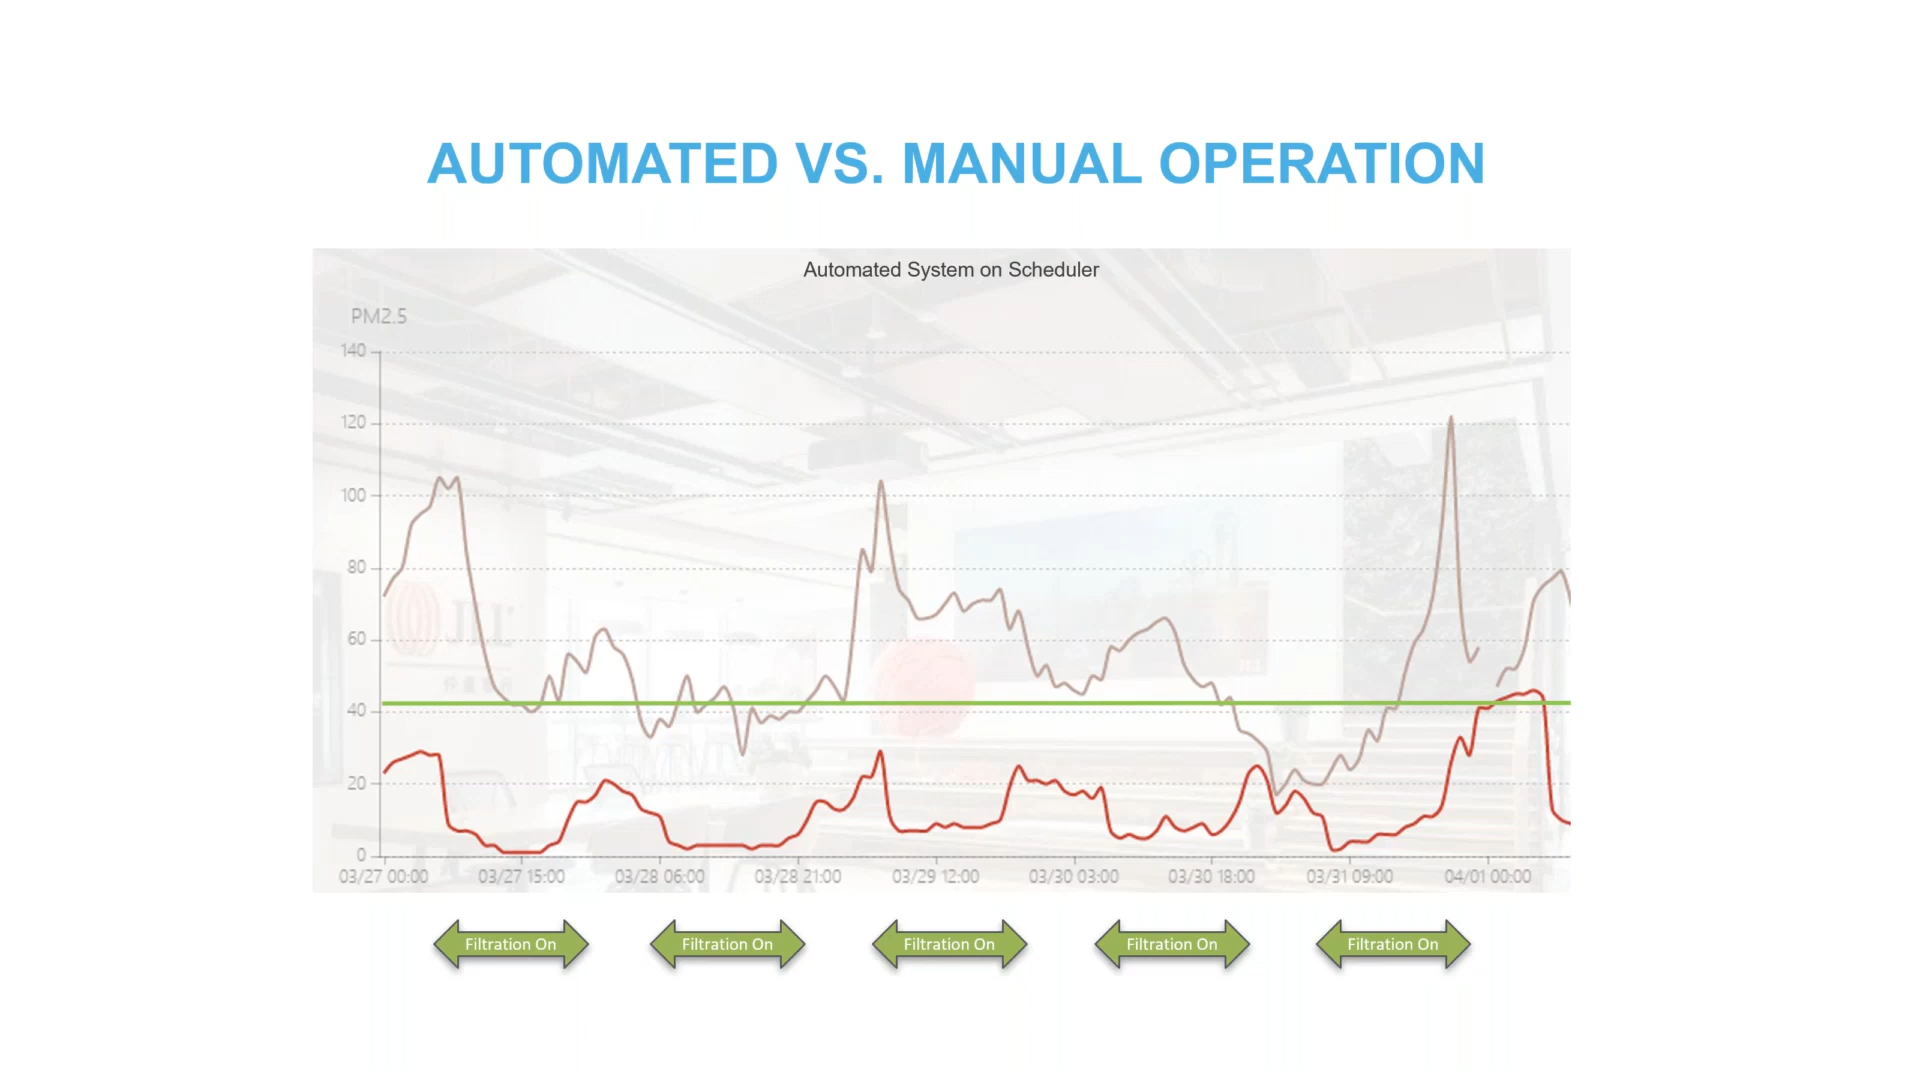 AUTOMATED VS. MANUAL OPERATION
Automated System on Scheduler
PM2.5
140
120
100
80
60
40
20
0
03/27 00:00 03/27 15:00 03/28 06:00 03/28 21:00 03/29 12:00 03/30 03:00 03/30 18:00 03/31 09:00 04/01 00:00
Filtration On Filtration On Filtration On Filtration On Filtration On